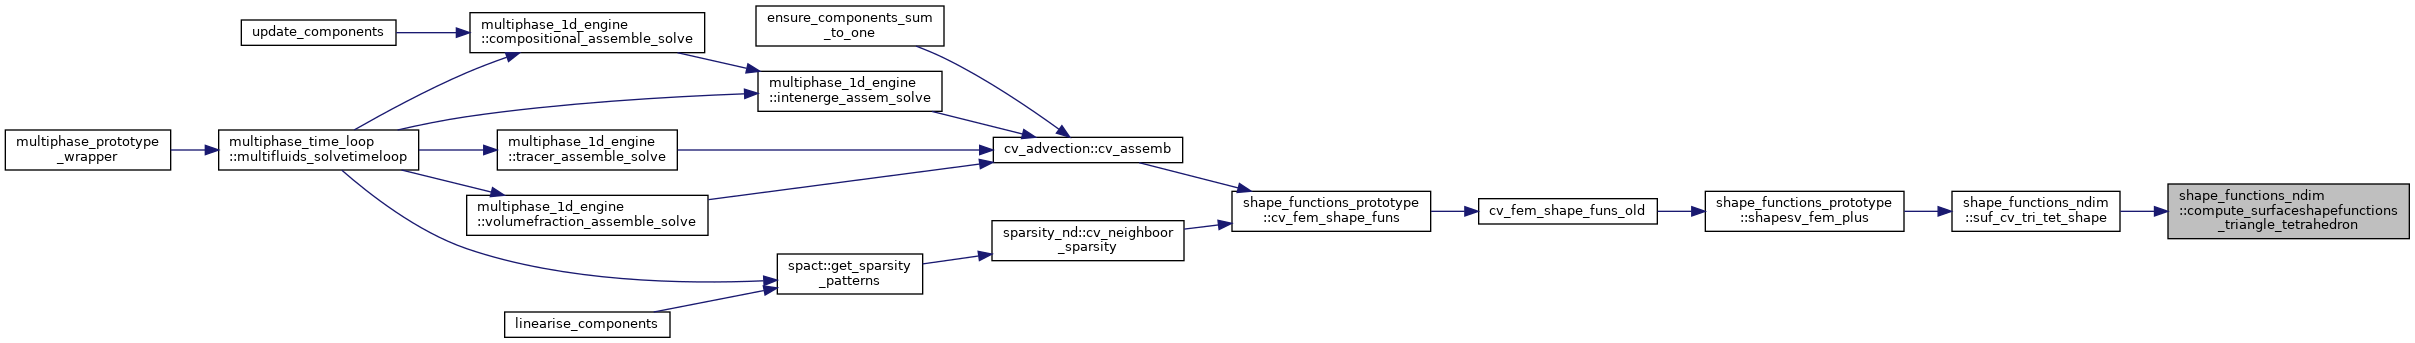 multiphase_prototype
_wrapper
multiphase_time_loop
::multifluids_solvetimeloop
update_components
multiphase_1d_engine
::compositional_assemble_solve
multiphase_1d_engine
::tracer_assemble_solve
multiphase_1d_engine
::volumefraction_assemble_solve
linearise_components
ensure_components_sum
_to_one
multiphase_1d_engine
::intenerge_assem_solve
spact::get_sparsity
_patterns
cv_advection::cv_assemb
sparsity_nd::cv_neighboor
_sparsity
shape_functions_prototype
::cv_fem_shape_funs
cv_fem_shape_funs_old
shape_functions_prototype
::shapesv_fem_plus
shape_functions_ndim
::suf_cv_tri_tet_shape
shape_functions_ndim
::compute_surfaceshapefunctions
_triangle_tetrahedron